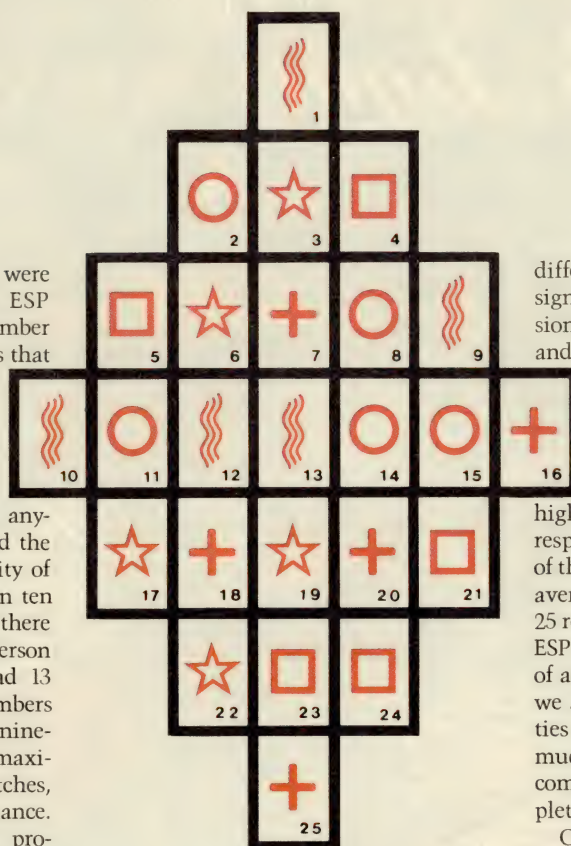 were
ESP
mber
s that
any-
d the
ity of
n ten
there
erson
nd 13
mbers
nine-
maxi-
tches,
ance.
pro-
1
2 3 4
5 6 7 8 9
10 11 12 13 14 15 16
17 18 19 20 21
22 23 24
25
diffe
sign
sion
and
high
resp
of th
aver
25 r
ESP
of a
we
ties
muc
com
plet